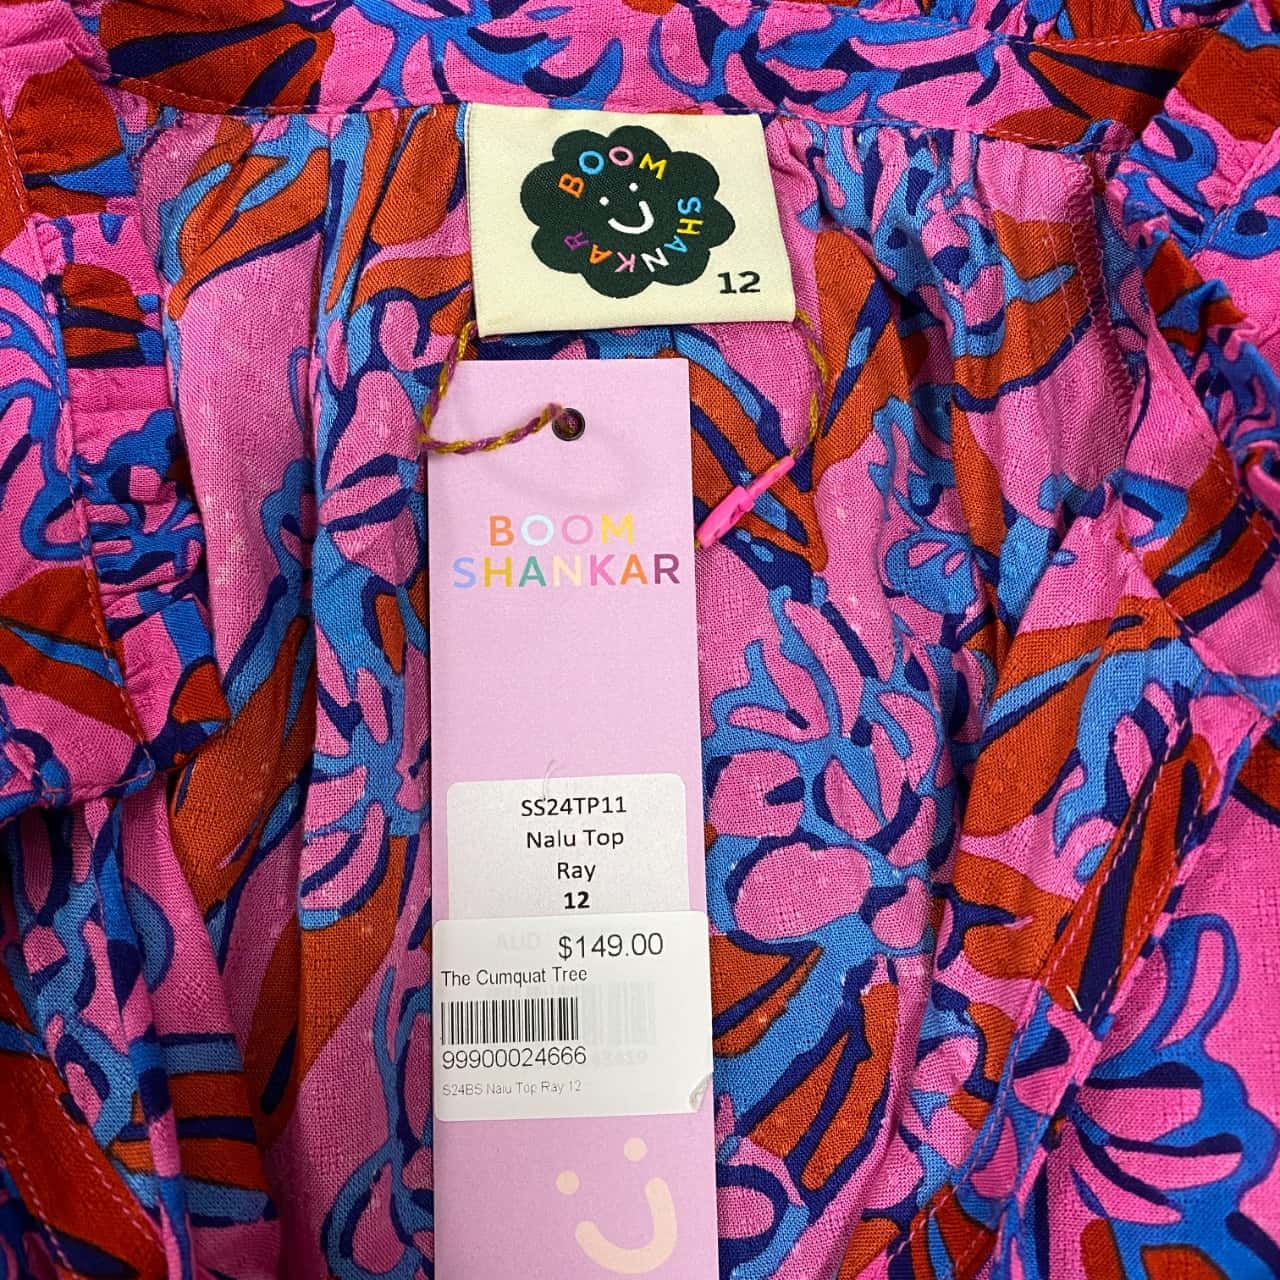 BOOM SHANKAR
12
BOOM
SHANKAR
SS24TP11
Nalu Top
Ray
12
AUD $149.00
The Cumquat Tree
99900024666
S24BS Nalu Top Ray 12